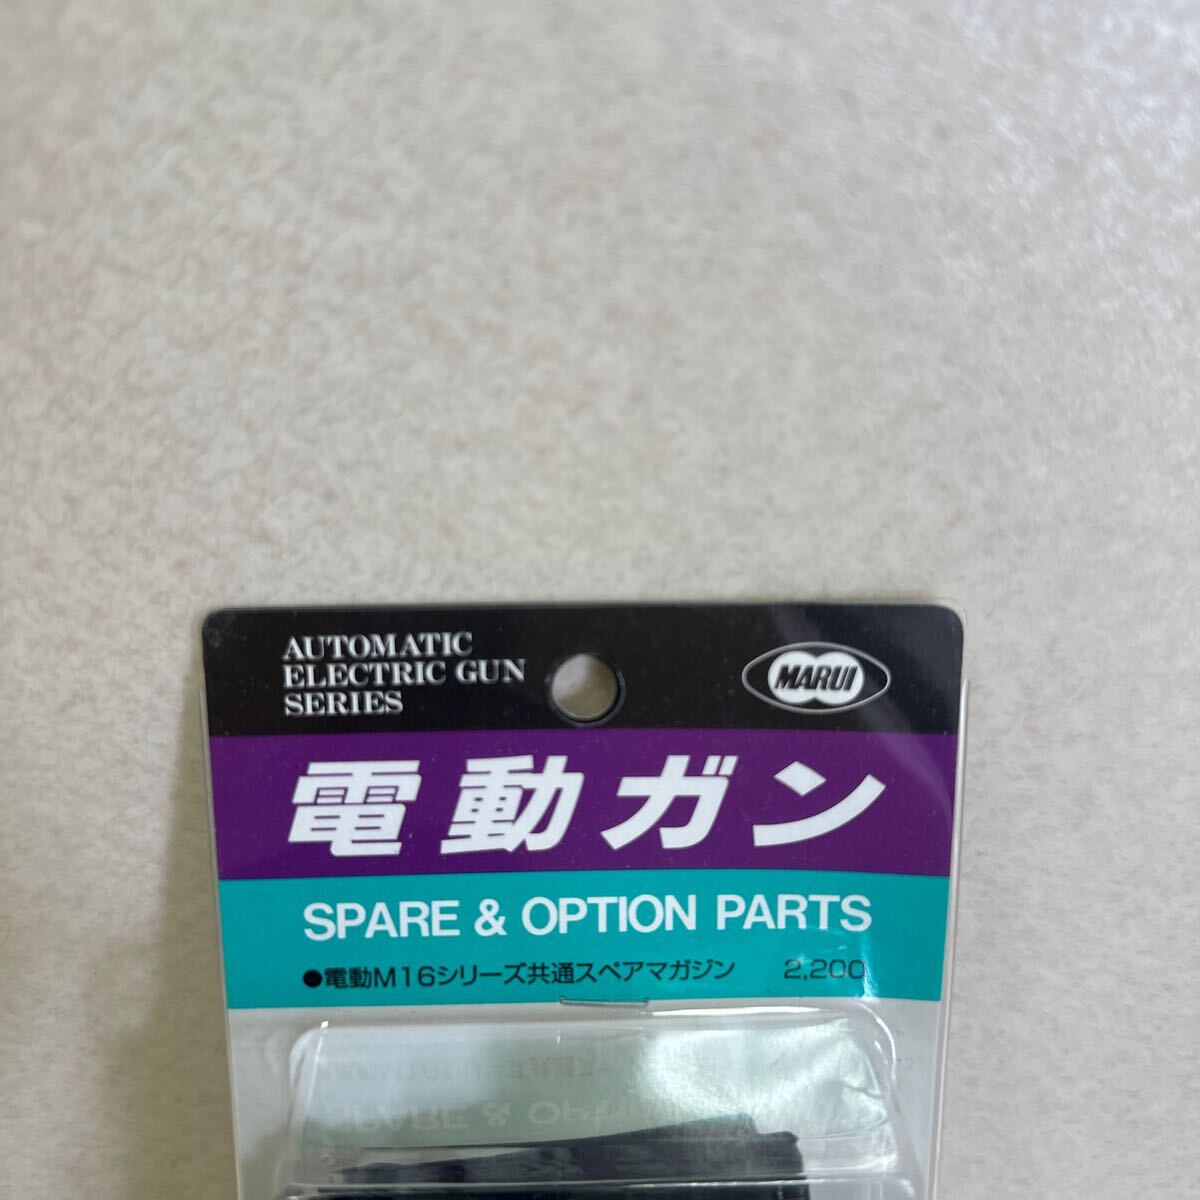 AUTOMATIC
ELECTRIC GUN
SERIES
MARUI
電動ガン
SPARE & OPTION PARTS
●電動M16シリーズ共通スペアマガジン 2,200